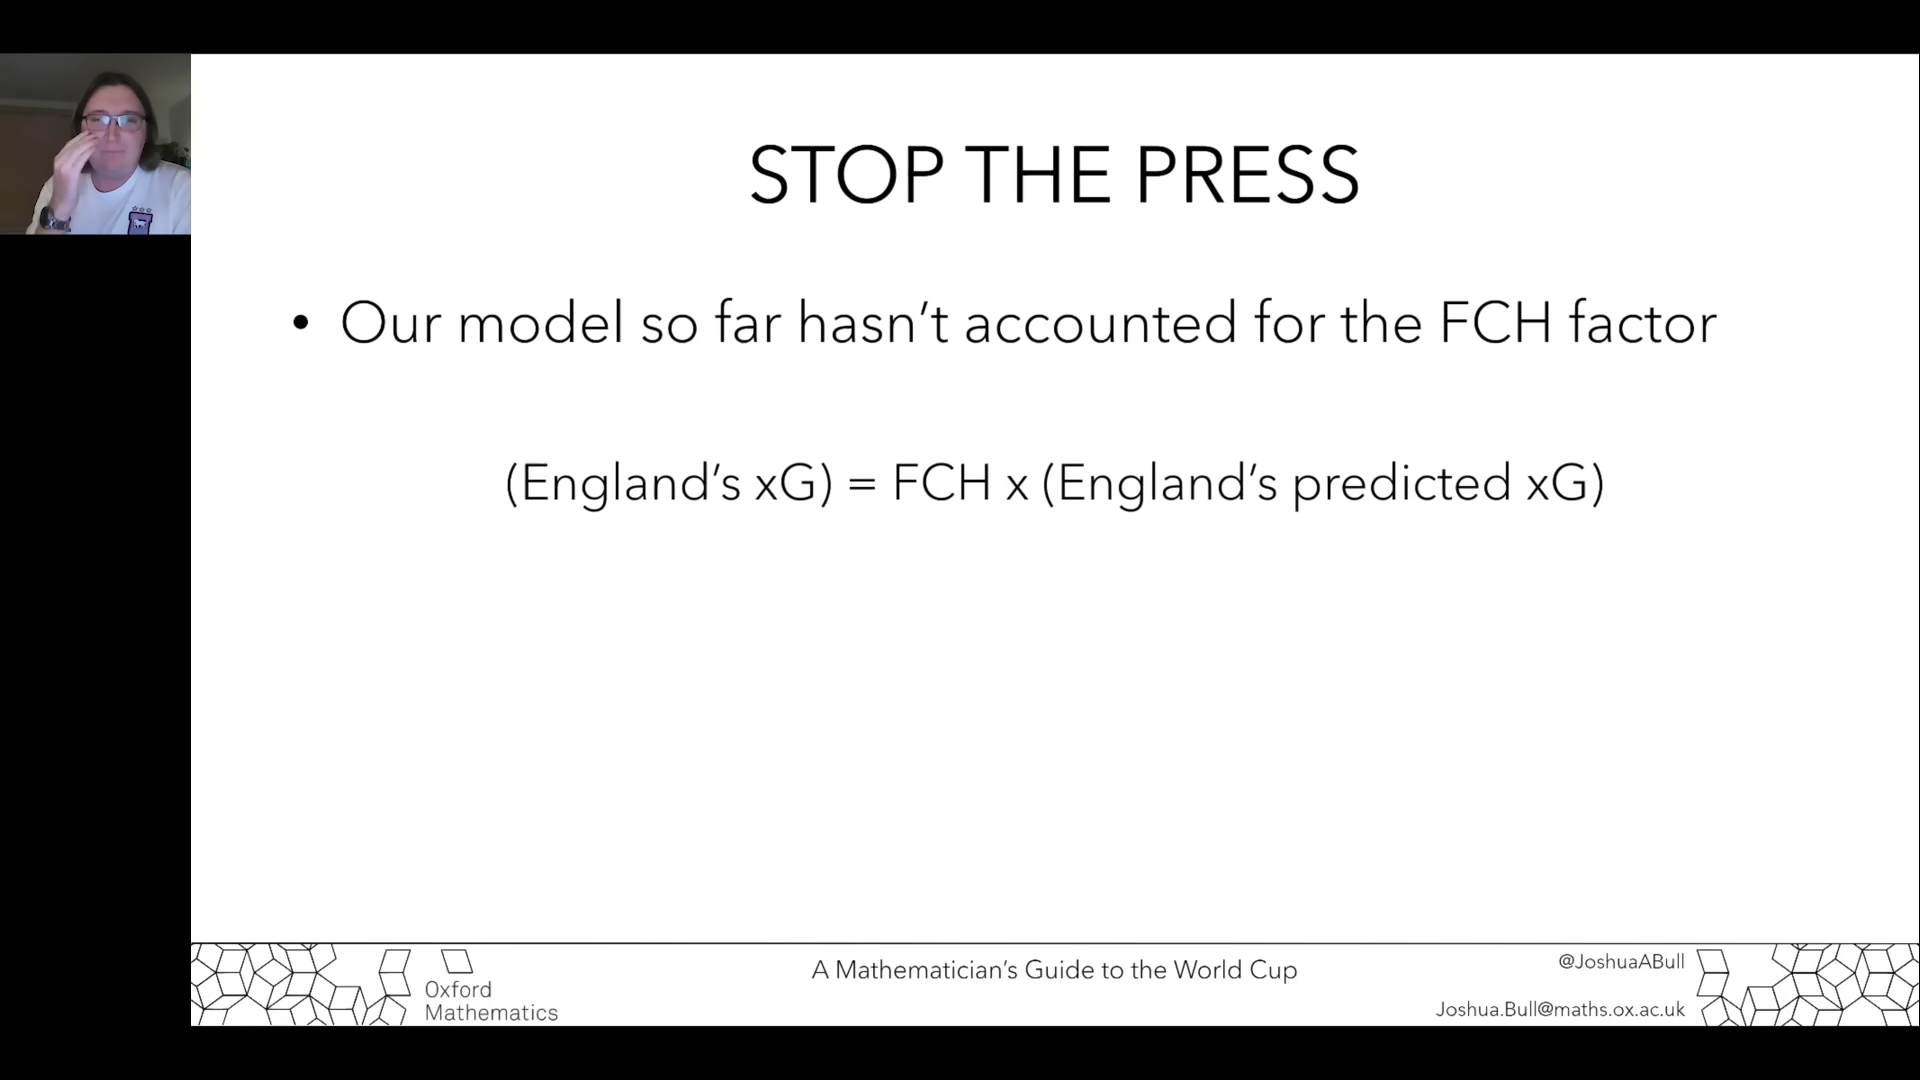 STOP THE PRESS
• Our model so far hasn’t accounted for the FCH factor
(England’s xG) = FCH x (England’s predicted xG)
Oxford
Mathematics
A Mathematician’s Guide to the World Cup
@JoshuaABull
Joshua.Bull@maths.ox.ac.uk